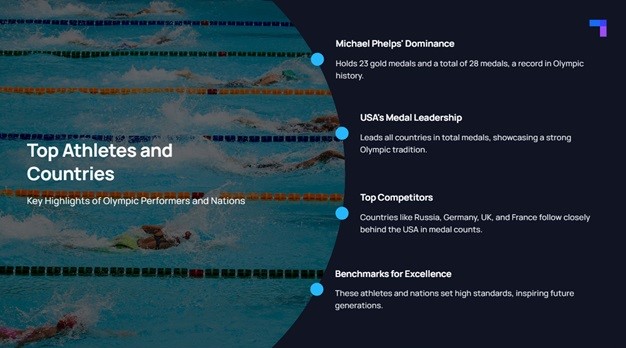 Top Athletes and
Countries
Key Highlights of Olympic Performers and Nations
Michael Phelps' Dominance
Holds 23 gold medals and a total of 28 medals, a record in Olympic
history.
USA's Medal Leadership
Leads all countries in total medals, showcasing a strong
Olympic tradition.
Top Competitors
Countries like Russia, Germany, UK, and France follow closely
behind the USA in medal counts.
Benchmarks for Excellence
These athletes and nations set high standards, inspiring future
generations.